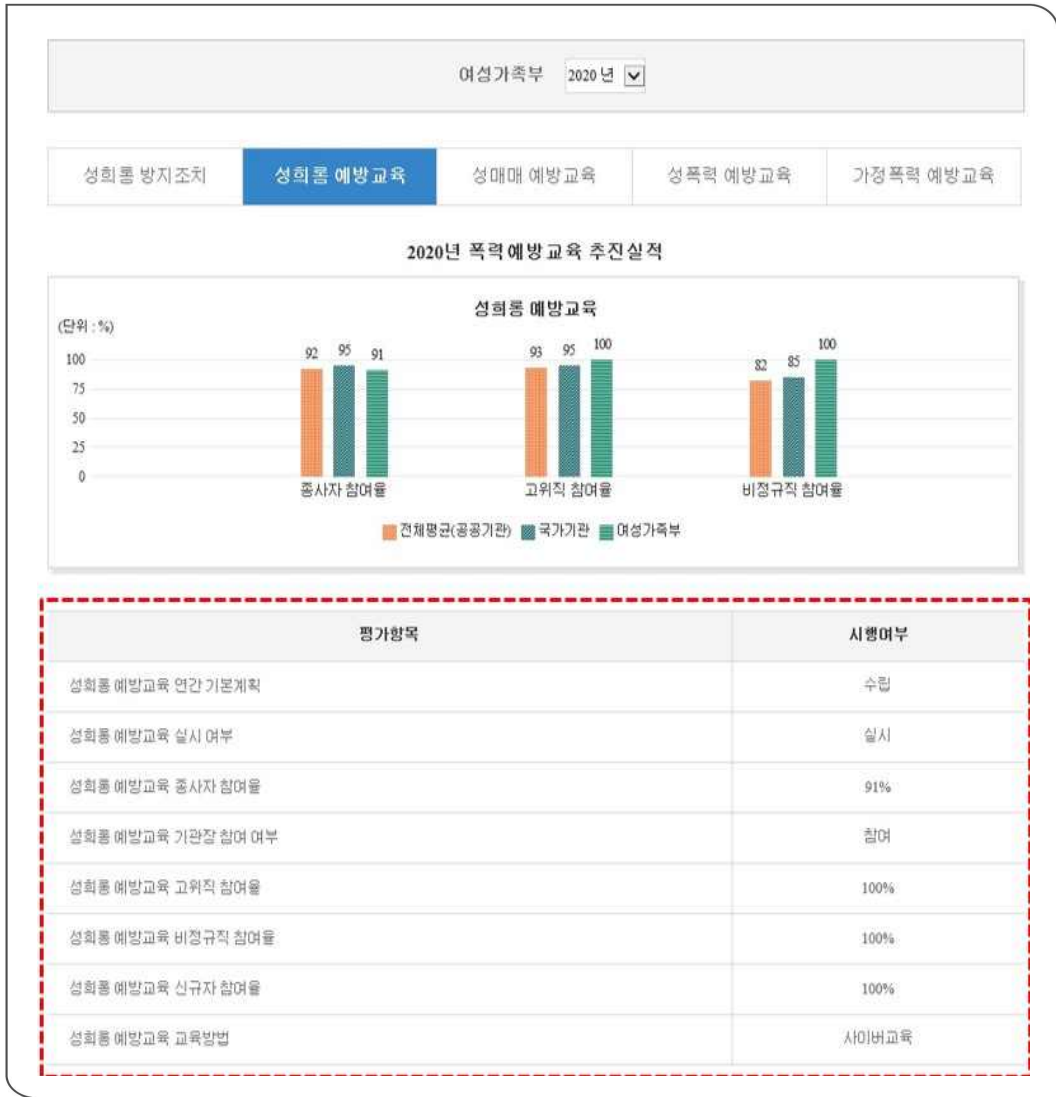 여성가족부 2020 년
성희롱 방지조치 성희롱 예방교육 성매매 예방교육 성폭력 예방교육 가정폭력 예방교육
2020년 폭력예방교육 추진실적
성희롱 예방교육
(단위 : %)
100
75
50
25
0
92 95 91
93 95 100
82 85 100
종사자 참여율 고위직 참여율 비정규직 참여율
전체평균(공공기관) 국가기관 여성가족부
평가항목 시행여부
성희롱 예방교육 연간 기본계획 수립
성희롱 예방교육 실시 여부 실시
성희롱 예방교육 종사자 참여율 91%
성희롱 예방교육 기관장 참여 여부 참여
성희롱 예방교육 고위직 참여율 100%
성희롱 예방교육 비정규직 참여율 100%
성희롱 예방교육 신규자 참여율 100%
성희롱 예방교육 교육방법 사이버교육